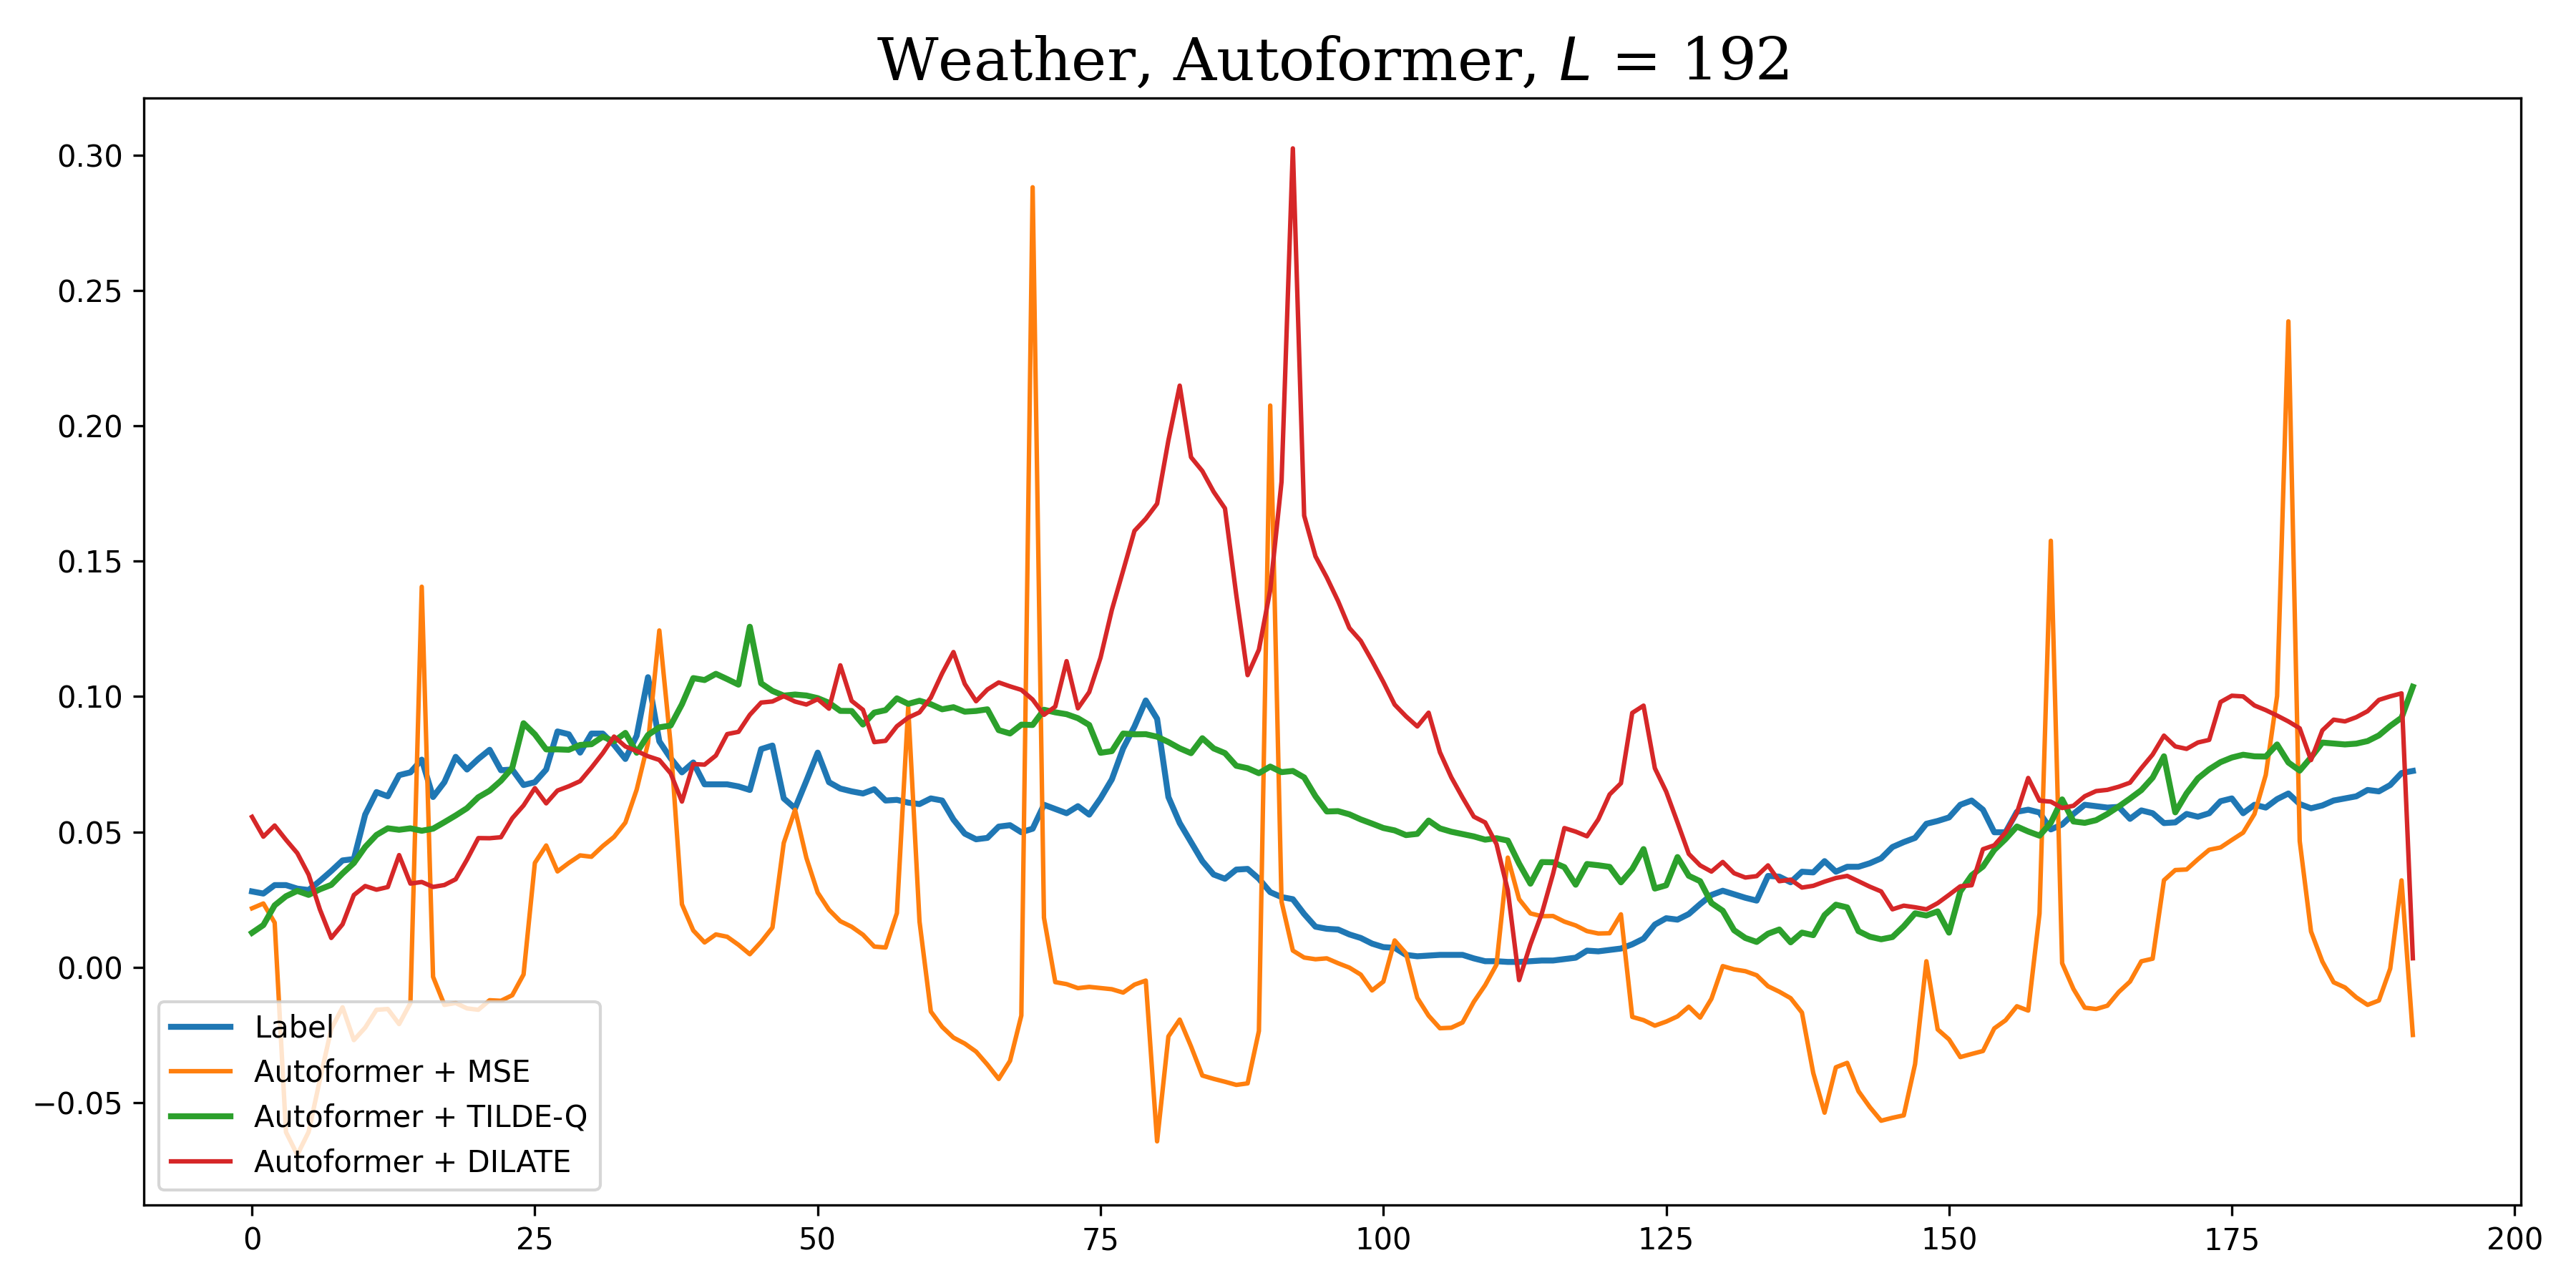 Weather, Autoformer, L = 192
0.30
0.25
0.20
0.15
0.10
0.05
0.00
−0.05
Label
Autoformer + MSE
Autoformer + TILDE-Q
Autoformer + DILATE
0 25 50 75 100 125 150 175 200